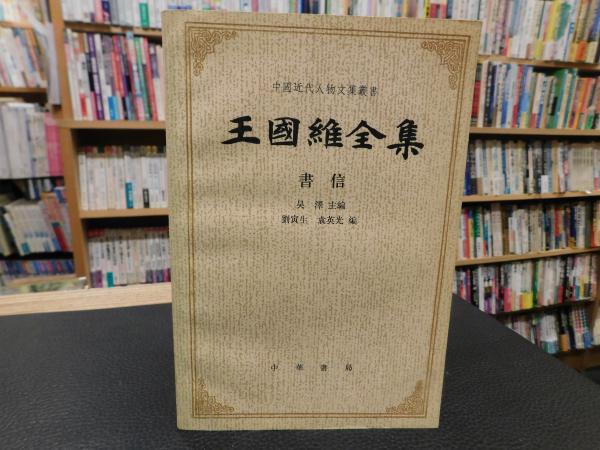 中國近代人物文集叢書
王國維全集
書信
吳澤 主編
劉寅生 袁英光 編
中華書局